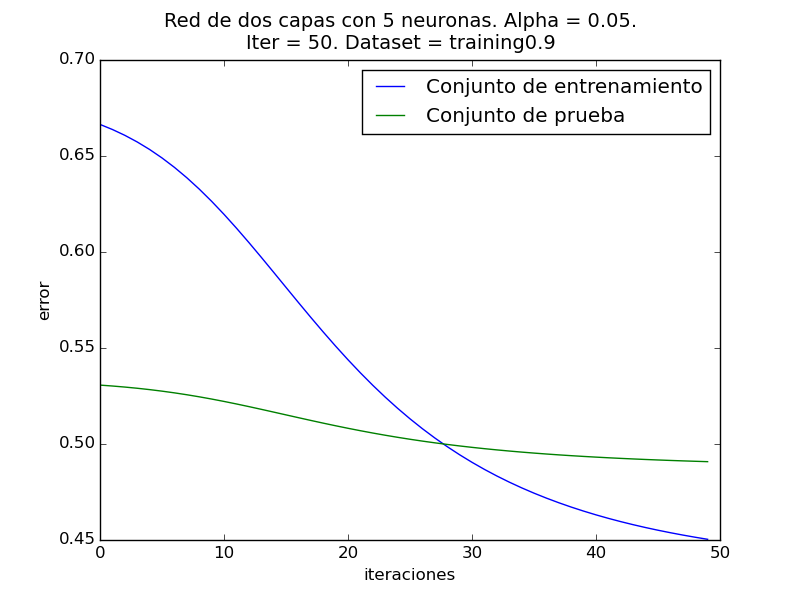 Red de dos capas con 5 neuronas. Alpha = 0.05.
Iter = 50. Dataset = training0.9
Conjunto de entrenamiento
Conjunto de prueba
0.70
0.65
0.60
0.55
0.50
0.45
error
0 10 20 30 40 50
iteraciones